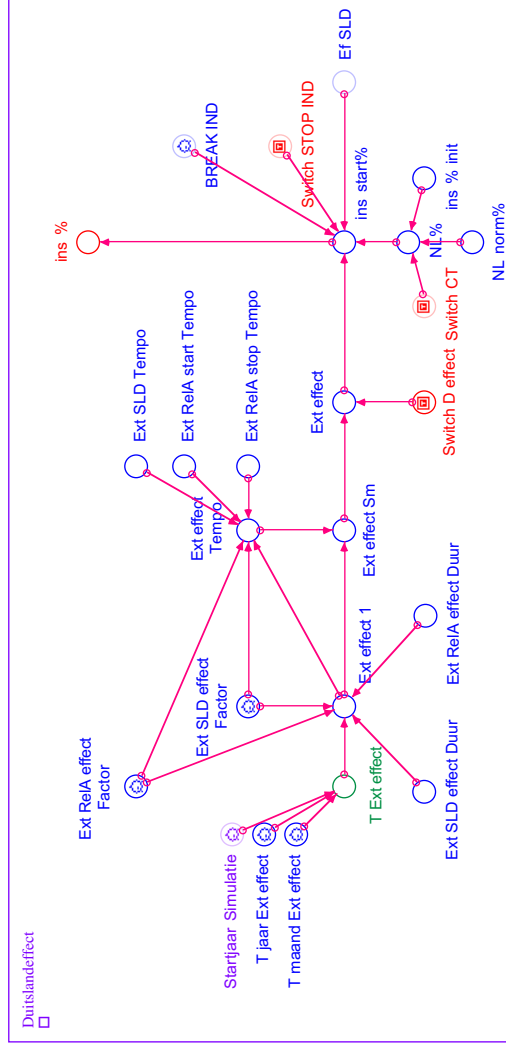 Duitslandeffect
Ext RelA effect
Factor
Ext SLD Tempo
Ext RelA start Tempo
Ext RelA stop Tempo
Ext effect
Tempo
Ext SLD effect
Factor
Startjaar Simulatie
T jaar Ext effect
T maand Ext effect
T Ext effect
Ext effect 1
Ext effect Sm
Ext effect
ins start%
ins %
BREAK IND
Switch STOP IND
Ef SLD
Ext SLD effect Duur
Ext RelA effect Duur
Switch D effect
Switch CT
NL%
ins % init
NL norm%